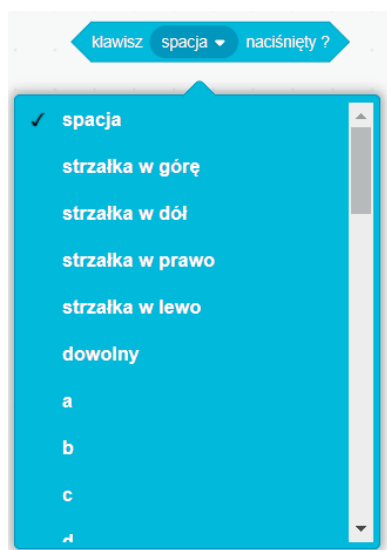 klawisz spacja naciśnięty ?
spacja
strzałka w górę
strzałka w dół
strzałka w prawo
strzałka w lewo
dowolny
a
b
c
d